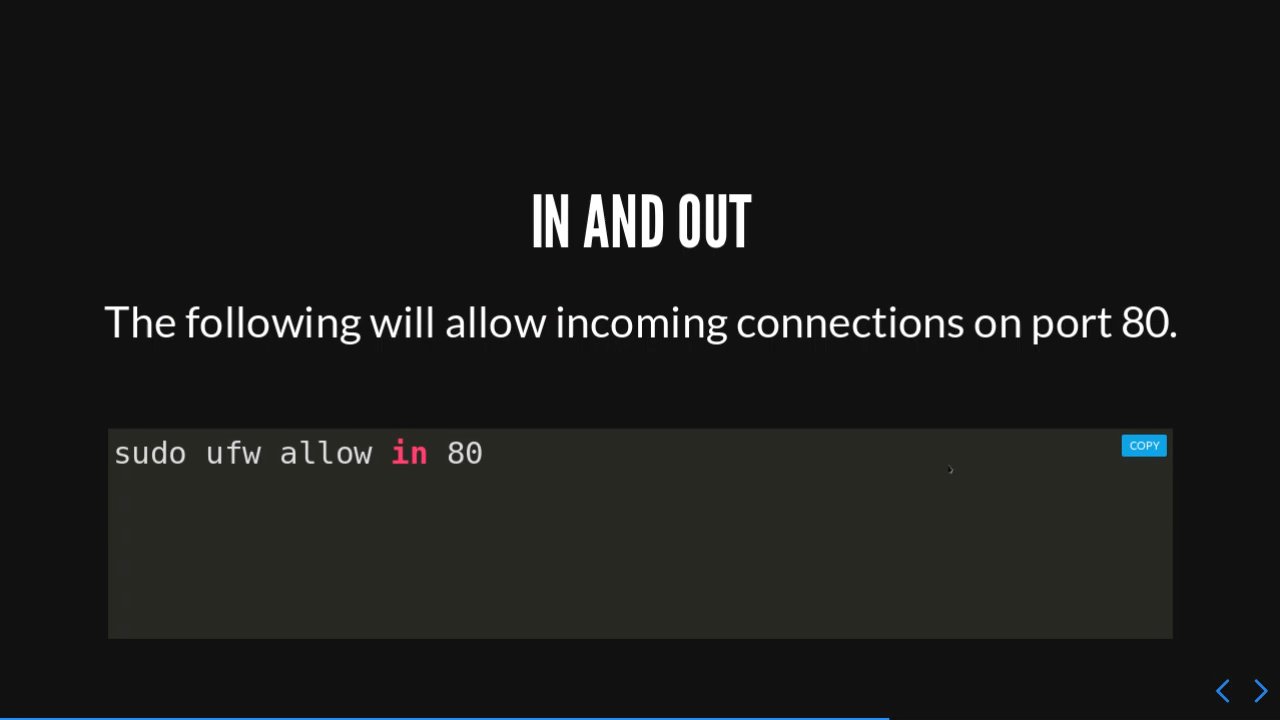 IN AND OUT
The following will allow incoming connections on port 80.
sudo ufw allow in 80
COPY